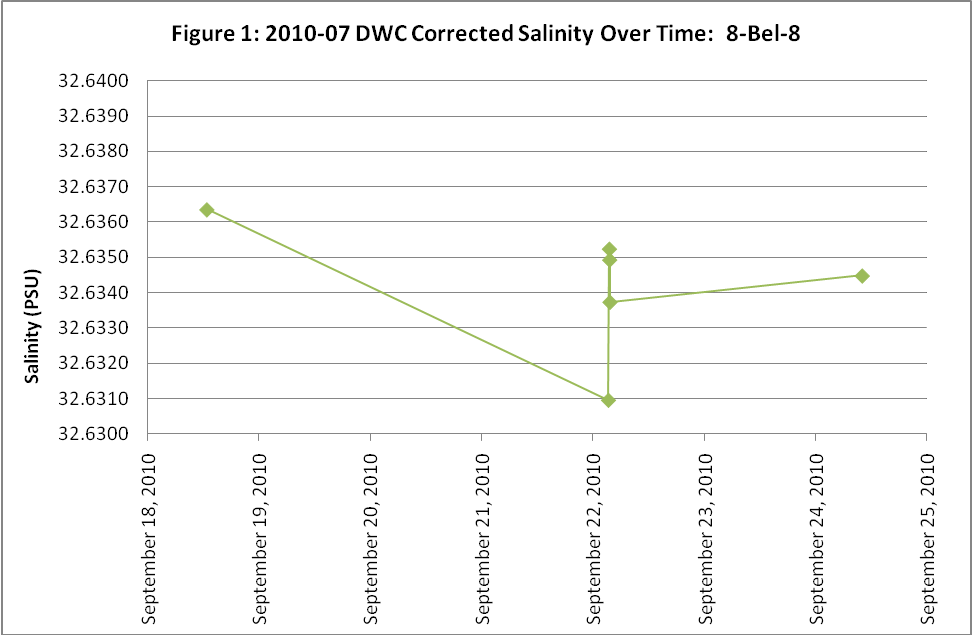 Figure 1: 2010-07 DWC Corrected Salinity Over Time:  8-Bel-8
32.6400
32.6390
32.6380
32.6370
32.6360
32.6350
32.6340
32.6330
32.6320
32.6310
32.6300
Salinity (PSU)
September 18, 2010
September 19, 2010
September 20, 2010
September 21, 2010
September 22, 2010
September 23, 2010
September 24, 2010
September 25, 2010